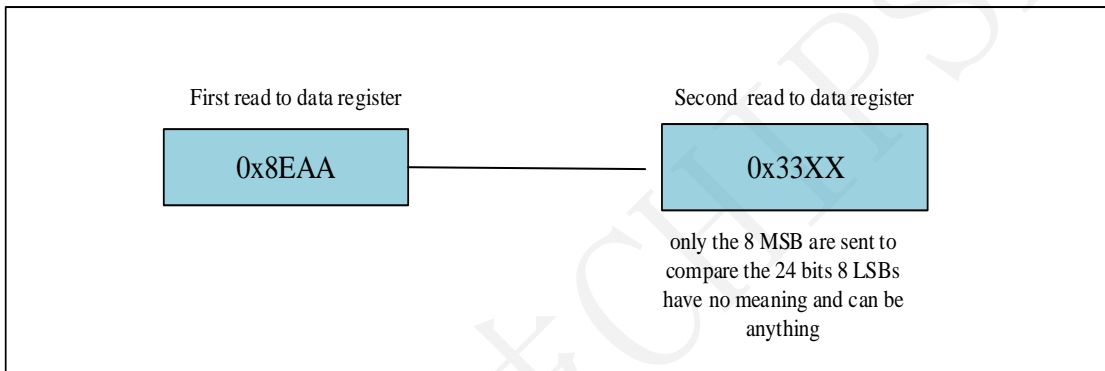 First read to data register
Second read to data register
0x8EAA
0x33XX
only the 8 MSB are sent to
compare the 24 bits 8 LSBs
have no meaning and can be
anything